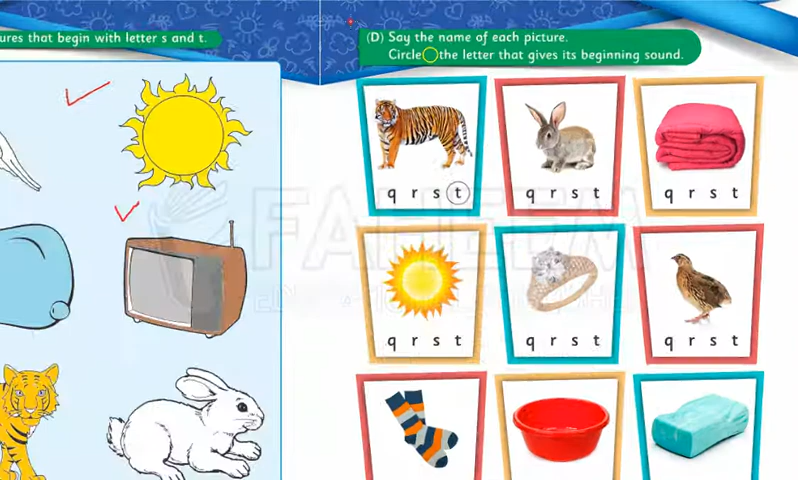 ures that begin with letter s and t.
(D) Say the name of each picture.
Circle the letter that gives its beginning sound.
q r s t
q r s t
q r s t
q r s t
q r s t
q r s t
FAHEEM